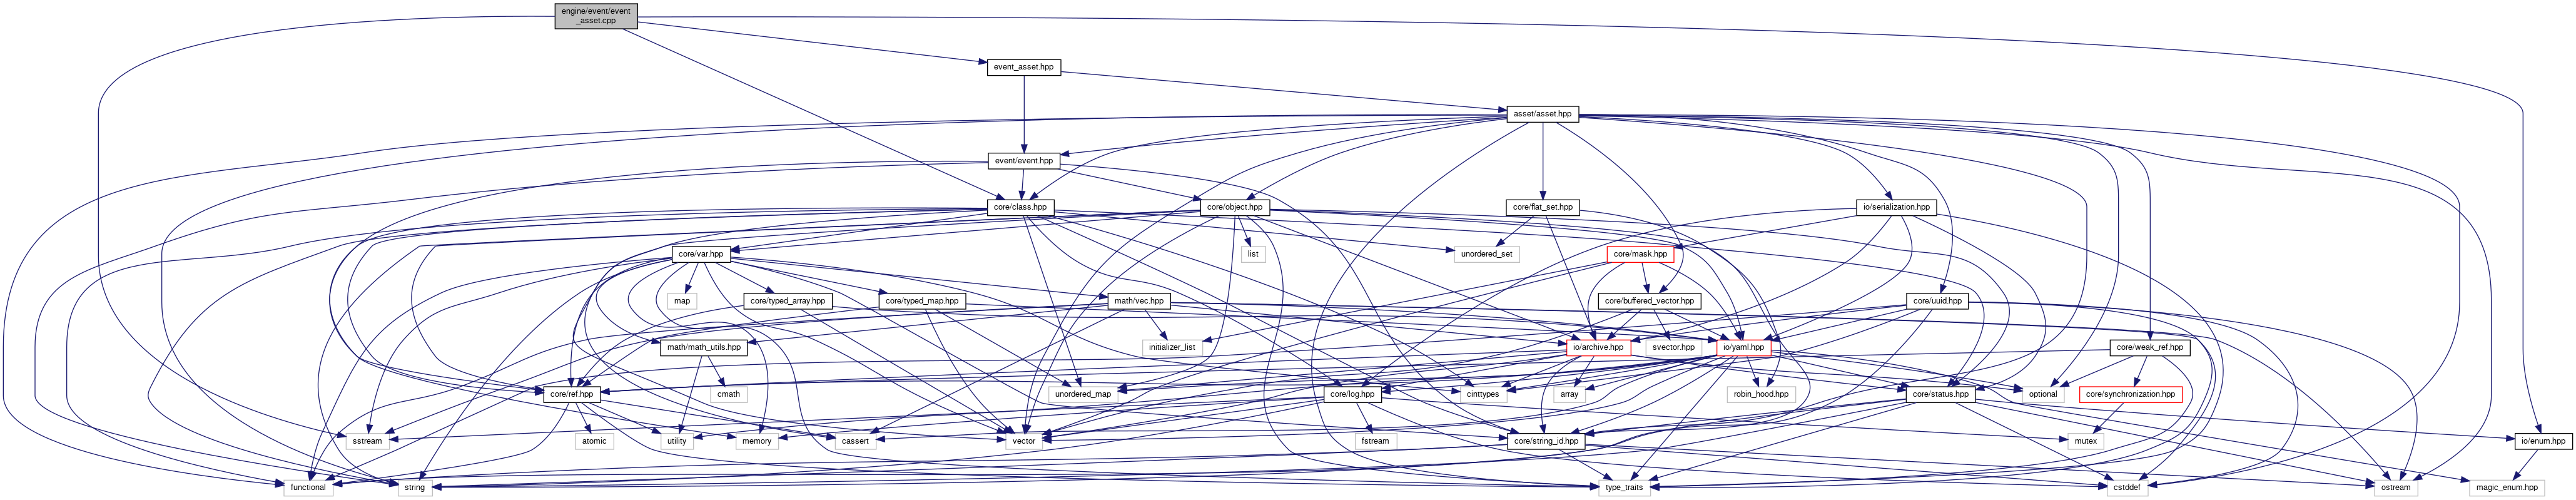 engine/event/event
_asset.cpp
event_asset.hpp
asset/asset.hpp
event/event.hpp
core/class.hpp
core/object.hpp
core/flat_set.hpp
io/serialization.hpp
core/var.hpp
list
unordered_set
core/mask.hpp
map
core/typed_array.hpp
core/typed_map.hpp
math/vec.hpp
core/buffered_vector.hpp
core/uuid.hpp
math/math_utils.hpp
initializer_list
io/archive.hpp
svector.hpp
io/yaml.hpp
core/weak_ref.hpp
core/ref.hpp
cmath
unordered_map
core/log.hpp
cinttypes
array
robin_hood.hpp
core/status.hpp
optional
core/synchronization.hpp
sstream
atomic
utility
memory
cassert
vector
fstream
core/string_id.hpp
mutex
io/enum.hpp
functional
string
type_traits
cstddef
ostream
magic_enum.hpp